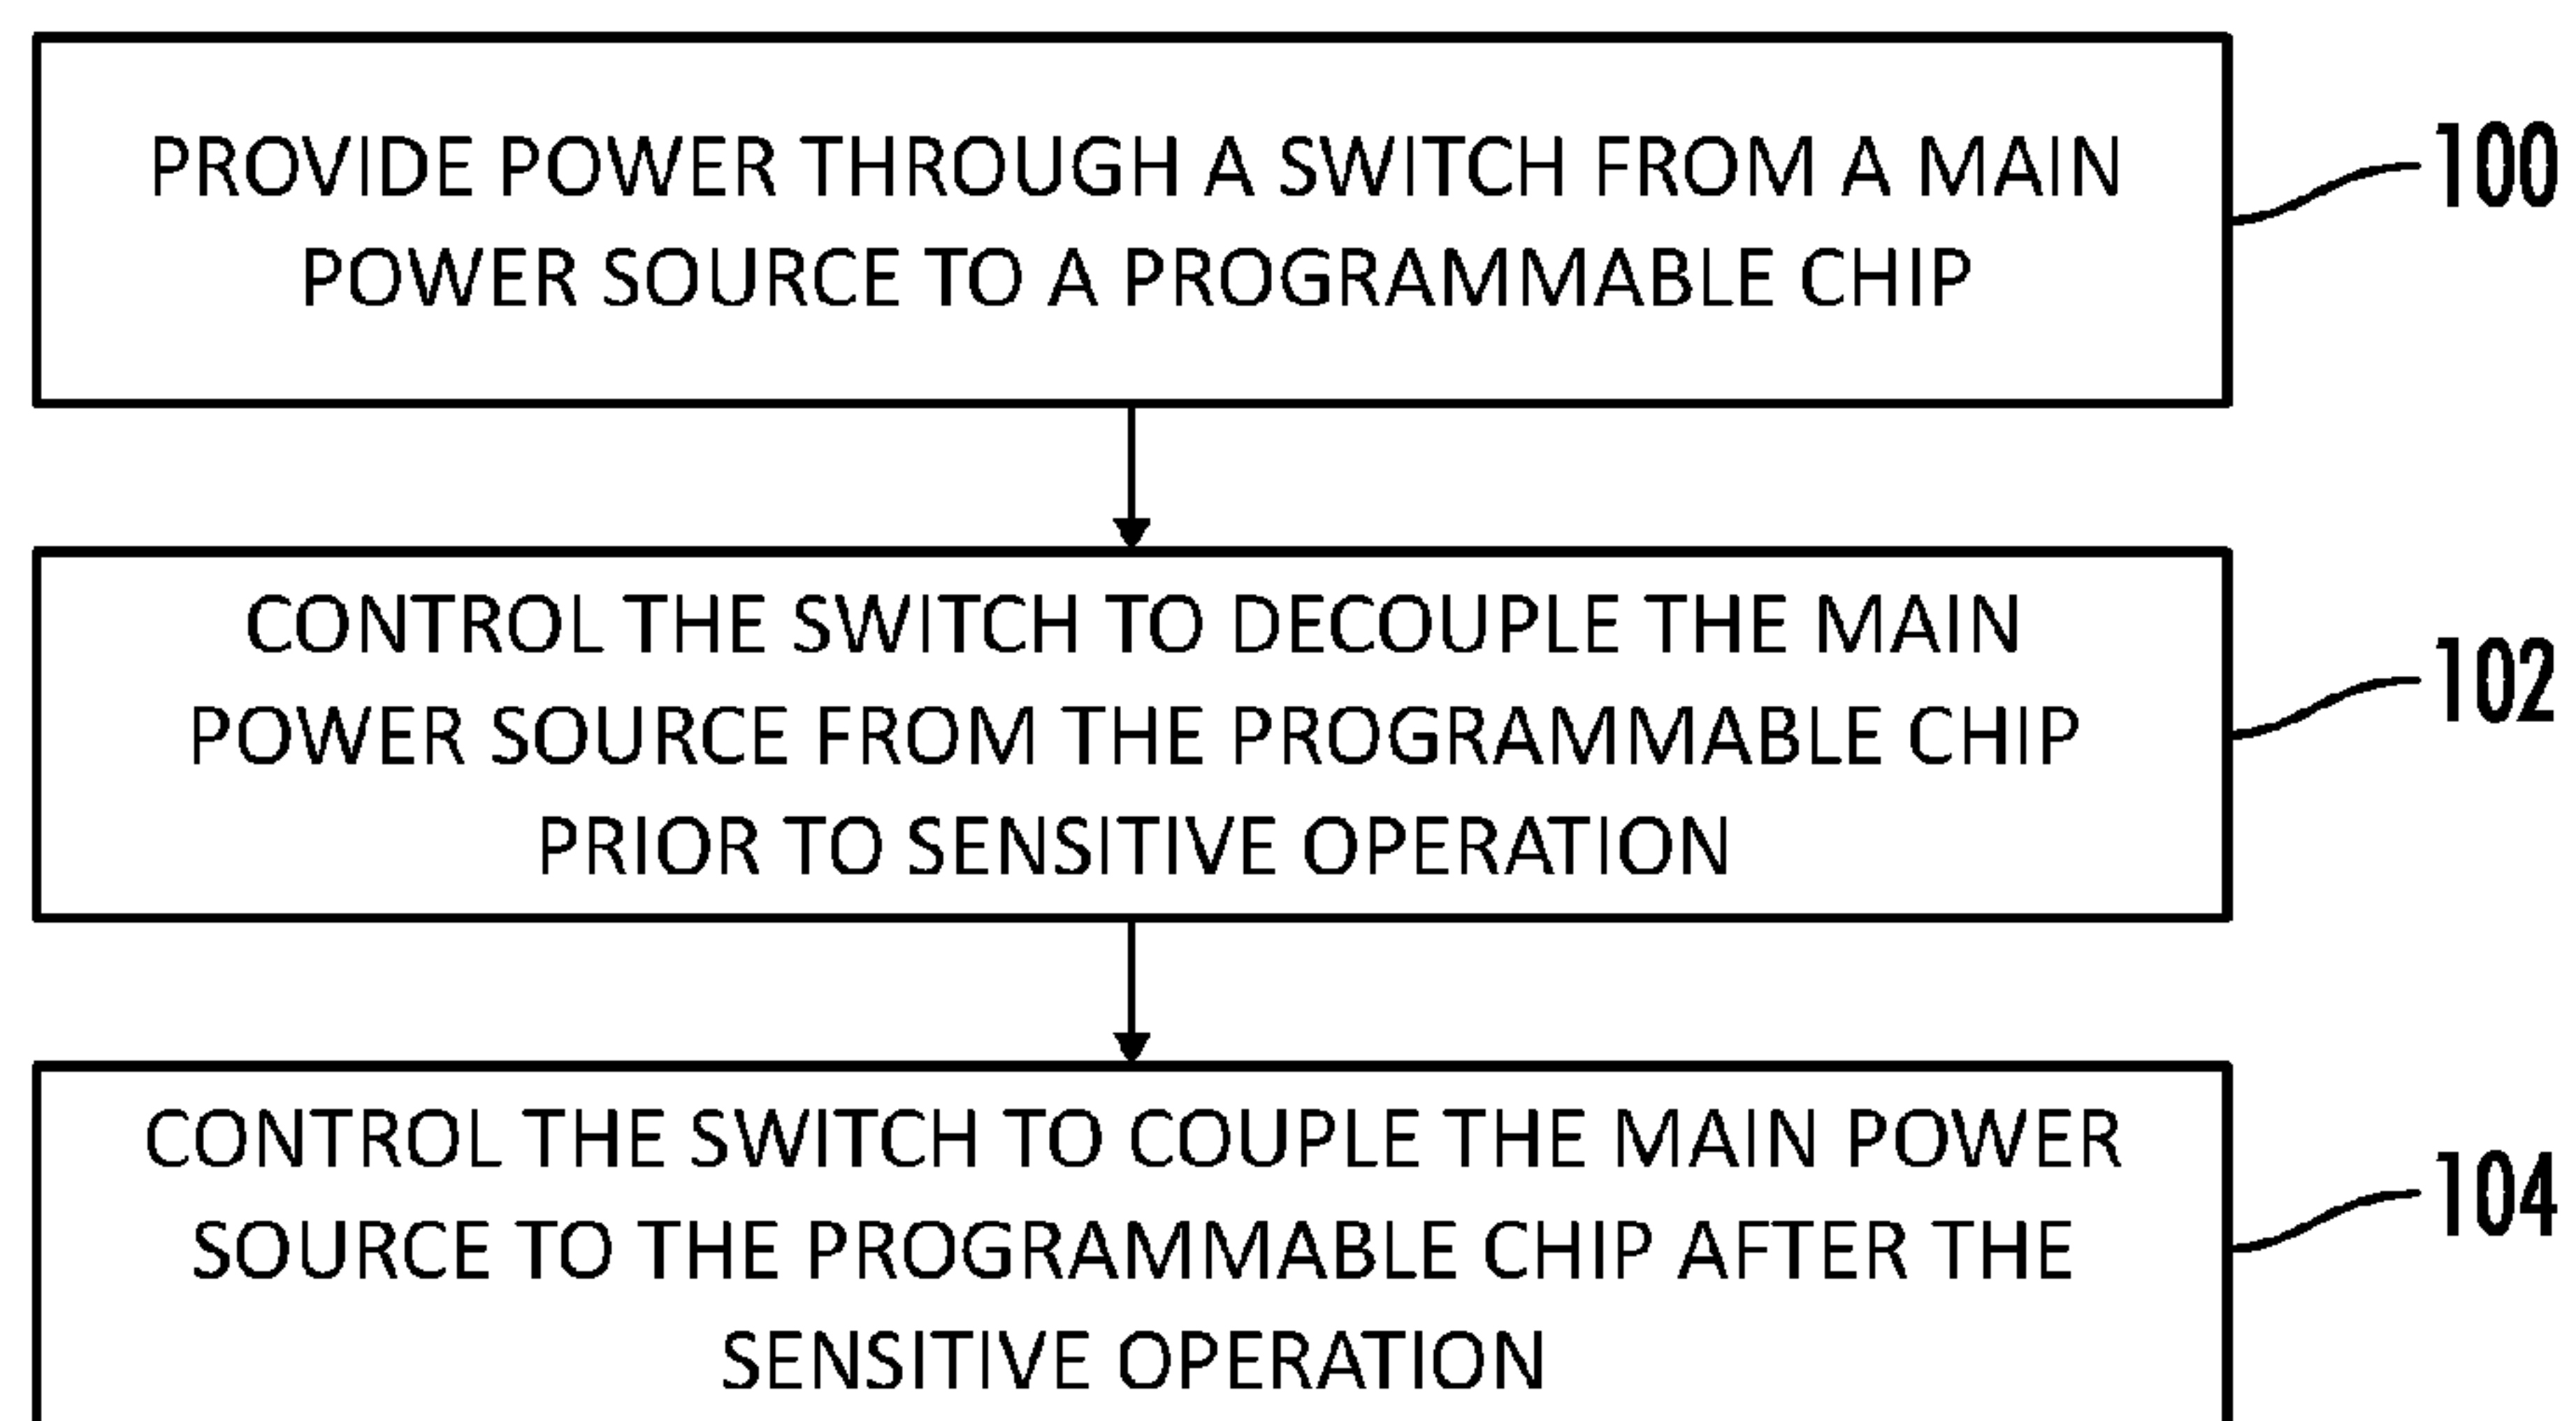 PROVIDE POWER THROUGH A SWITCH FROM A MAIN
POWER SOURCE TO A PROGRAMMABLE CHIP
100
CONTROL THE SWITCH TO DECOUPLE THE MAIN
POWER SOURCE FROM THE PROGRAMMABLE CHIP
PRIOR TO SENSITIVE OPERATION
102
CONTROL THE SWITCH TO COUPLE THE MAIN POWER
SOURCE TO THE PROGRAMMABLE CHIP AFTER THE
SENSITIVE OPERATION
104